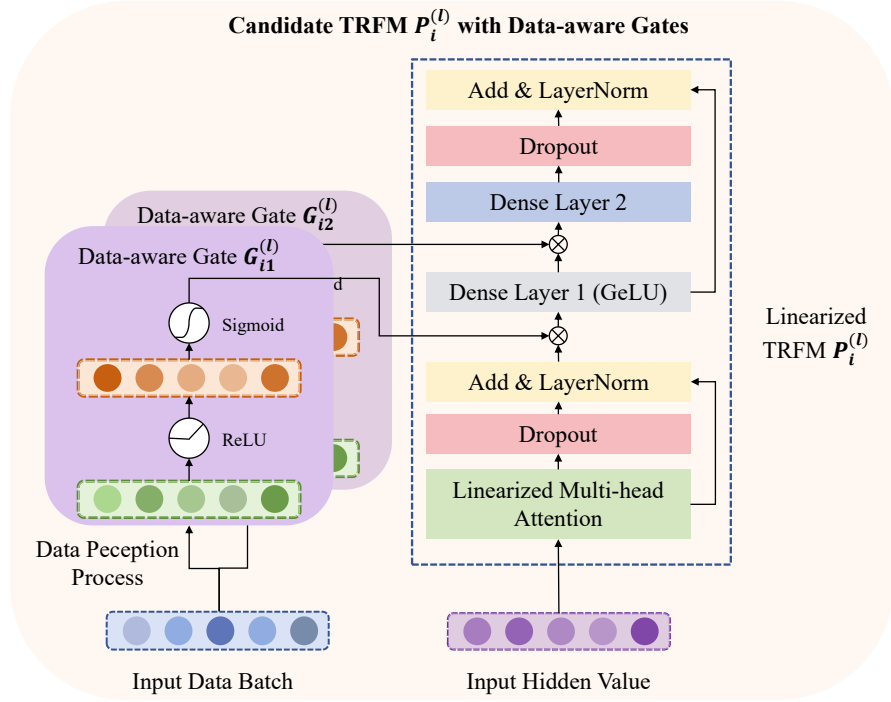 Candidate TRFM P_i^(l) with Data-aware Gates
Add & LayerNorm
Dropout
Dense Layer 2
Data-aware Gate G_i2^(l)
Data-aware Gate G_i1^(l)
d
Dense Layer 1 (GeLU)
Sigmoid
Linearized
TRFM P_i^(l)
Add & LayerNorm
Dropout
ReLU
Linearized Multi-head
Attention
Data Peception
Process
Input Data Batch
Input Hidden Value